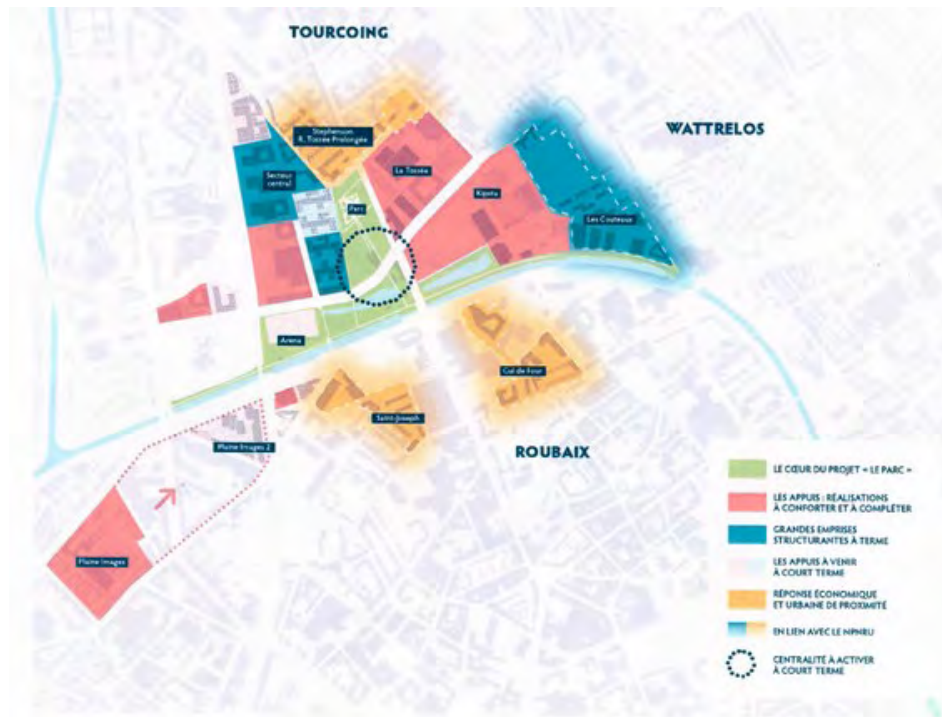 TOURCOING
WATTRELOS
Stephenson
R. Tossée Prolongée
La Tossée
Secteur
central
Parc
Kipstu
Les Couteaux
Arena
Cul de Four
Saint-Joseph
Plaine Images 2
ROUBAIX
Plaine Images
LE CŒUR DU PROJET « LE PARC »
LES APPUIS : RÉALISATIONS
À CONFORTER ET À COMPLÉTER
GRANDES EMPRISES
STRUCTURANTES À TERME
LES APPUIS À VENIR
À COURT TERME
RÉPONSE ÉCONOMIQUE
ET URBAINE DE PROXIMITÉ
EN LIEN AVEC LE NPNRU
CENTRALITÉ À ACTIVER
À COURT TERME